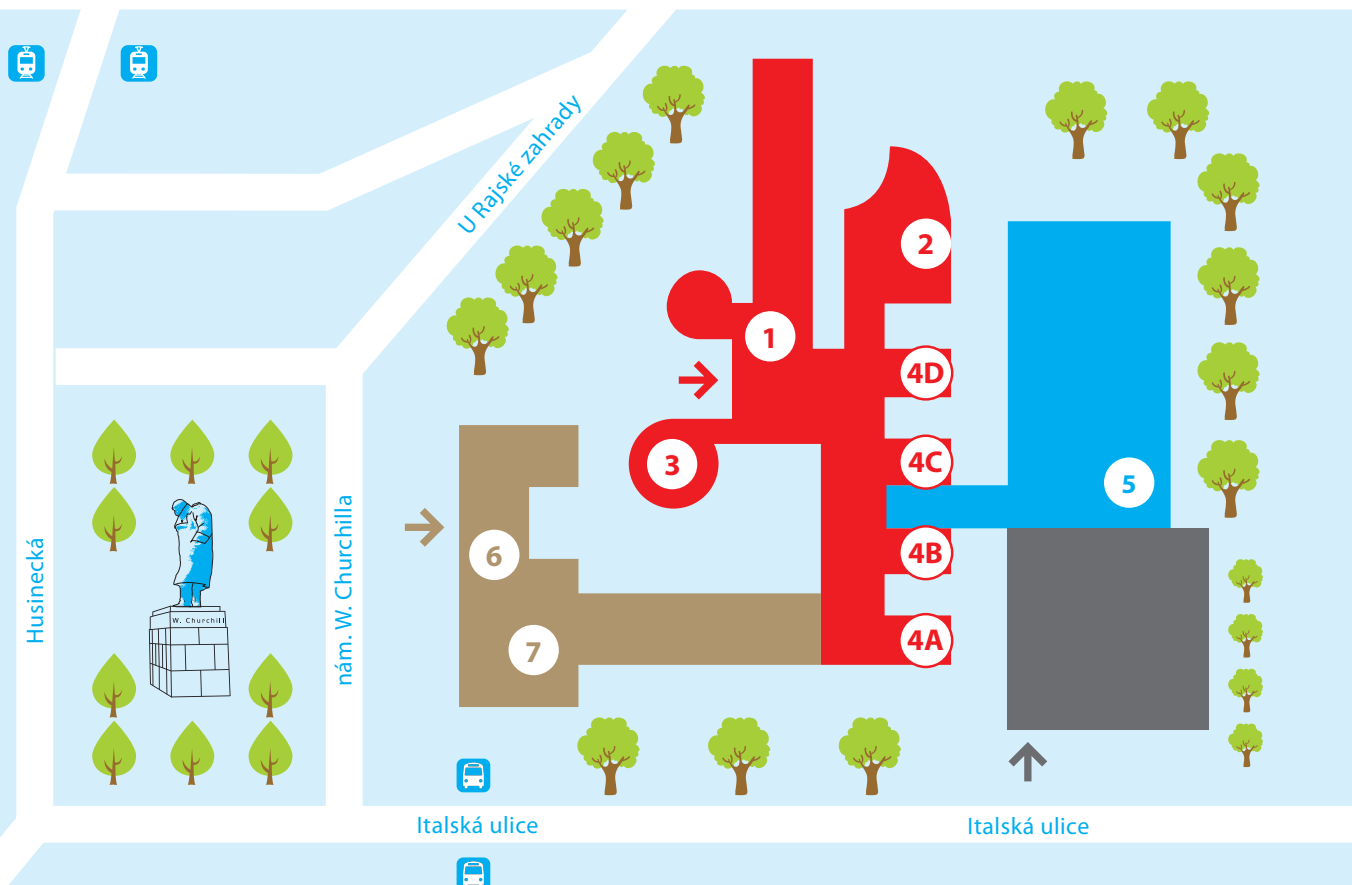 U Rajské zahrady
2
1
4D
4C
3
5
6
4B
4A
7
Husinecká
W. Churchill
nám. W. Churchilla
Italská ulice
Italská ulice